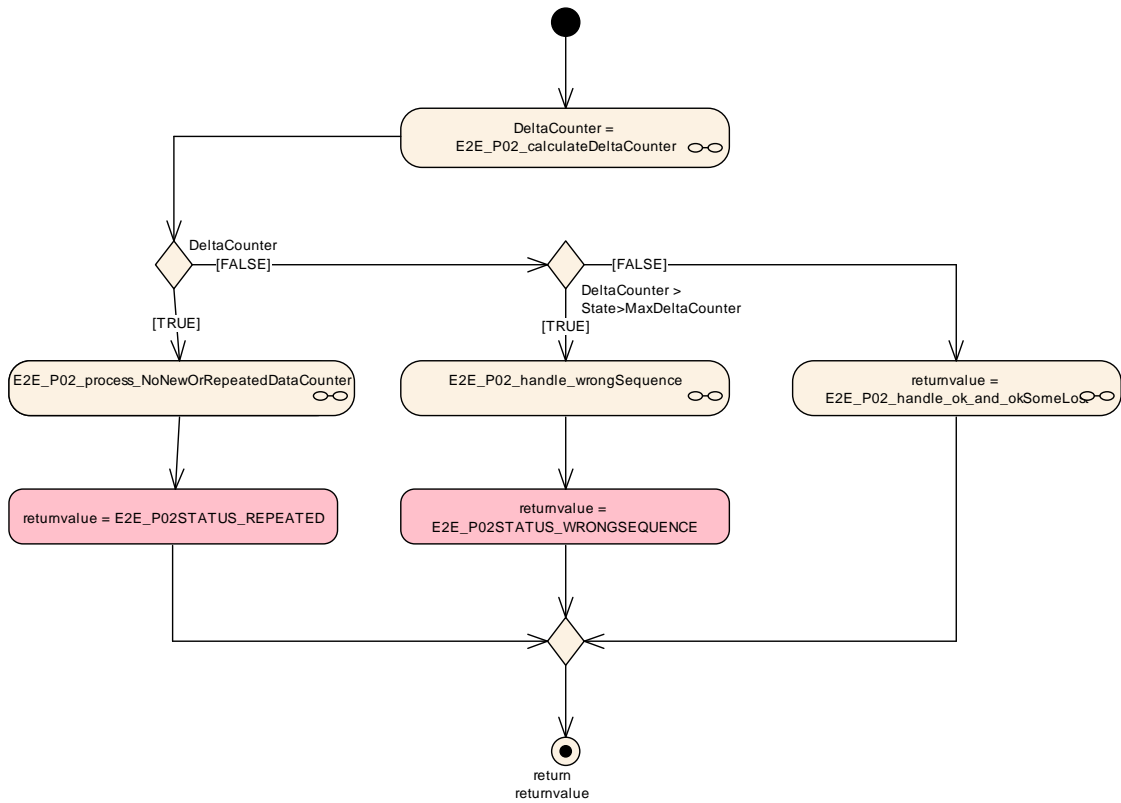 DeltaCounter =
E2E_P02_calculateDeltaCounter
DeltaCounter
[FALSE]
[FALSE]
DeltaCounter >
State>MaxDeltaCounter
[TRUE]
[TRUE]
E2E_P02_process_NoNewOrRepeatedDataCounter
E2E_P02_handle_wrongSequence
returnvalue =
E2E_P02_handle_ok_and_okSomeLost
returnvalue = E2E_P02STATUS_REPEATED
returnvalue =
E2E_P02STATUS_WRONGSEQUENCE
return
returnvalue